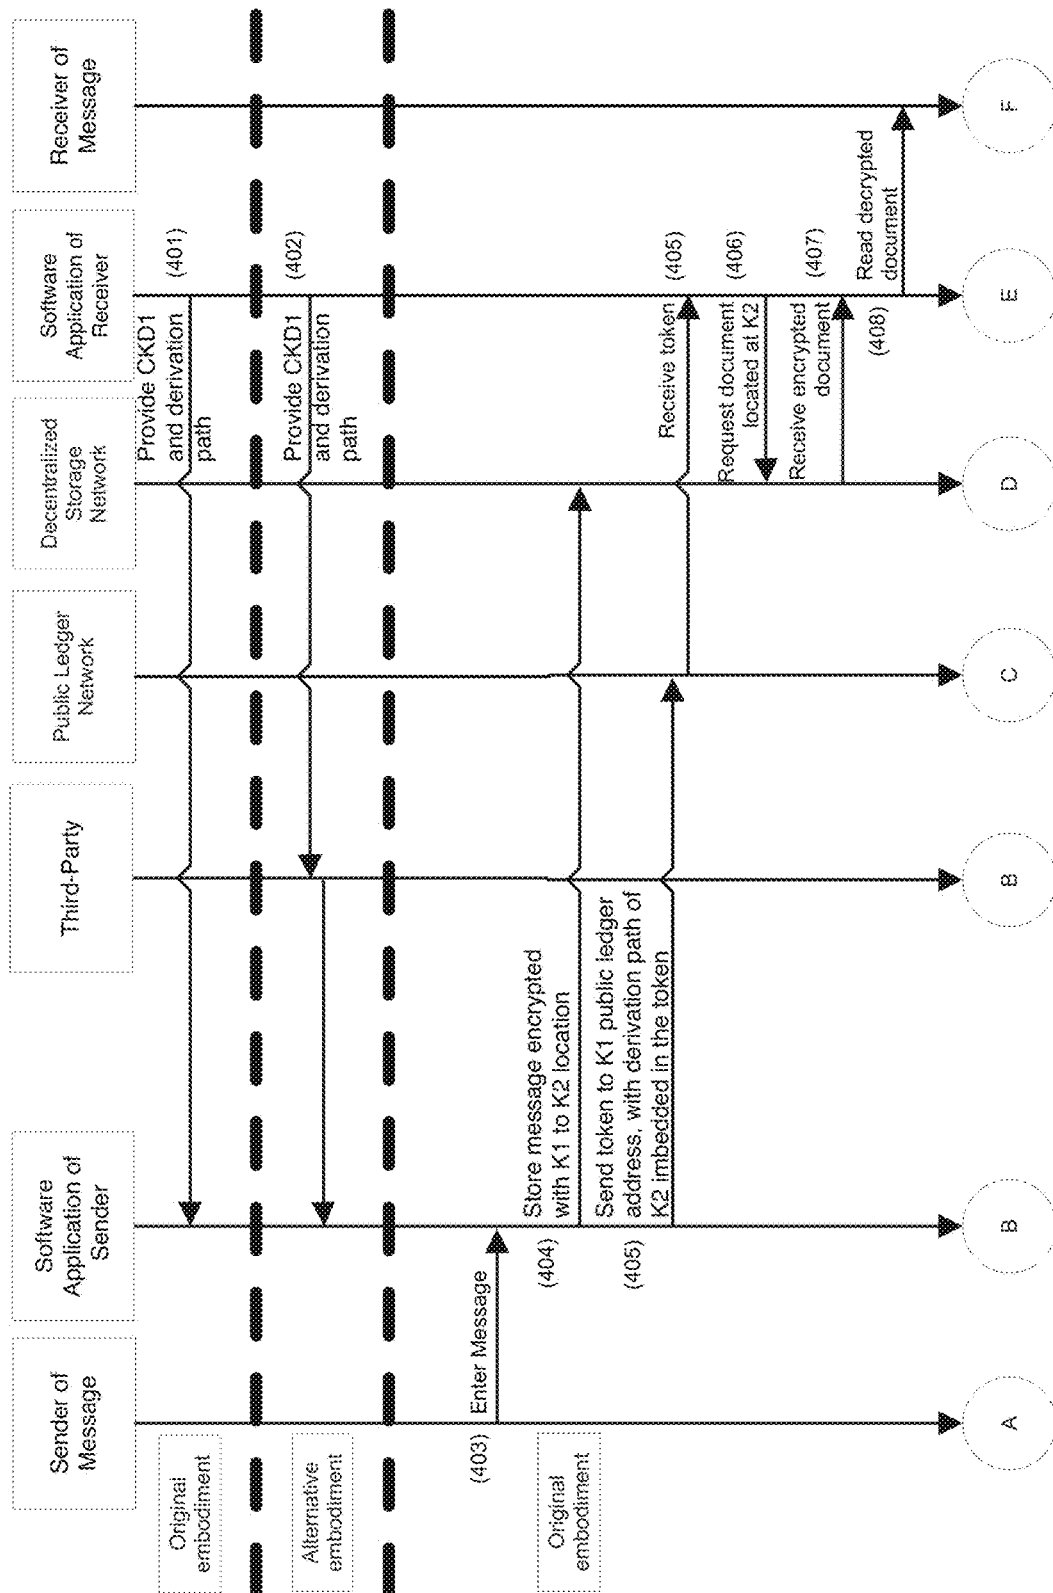 Sender of
Message
Software
Application of
Sender
Third-Party
Public Ledger
Network
Decentralized
Storage
Network
Software
Application of
Receiver
Receiver of
Message
Original
embodiment
Provide CKD1
and derivation
path
(401)
Alternative
embodiment
Provide CKD1
and derivation
path
(402)
Original
embodiment
(403)
Enter Message
(404)
Store message encrypted
with K1 to K2 location
(405)
Send token to K1 public ledger
address, with derivation path of
K2 imbedded in the token
Receive token
(405)
Request document
located at K2
(406)
Receive encrypted
document
(407)
(408)
Read decrypted
document
A
B
B
C
D
E
F